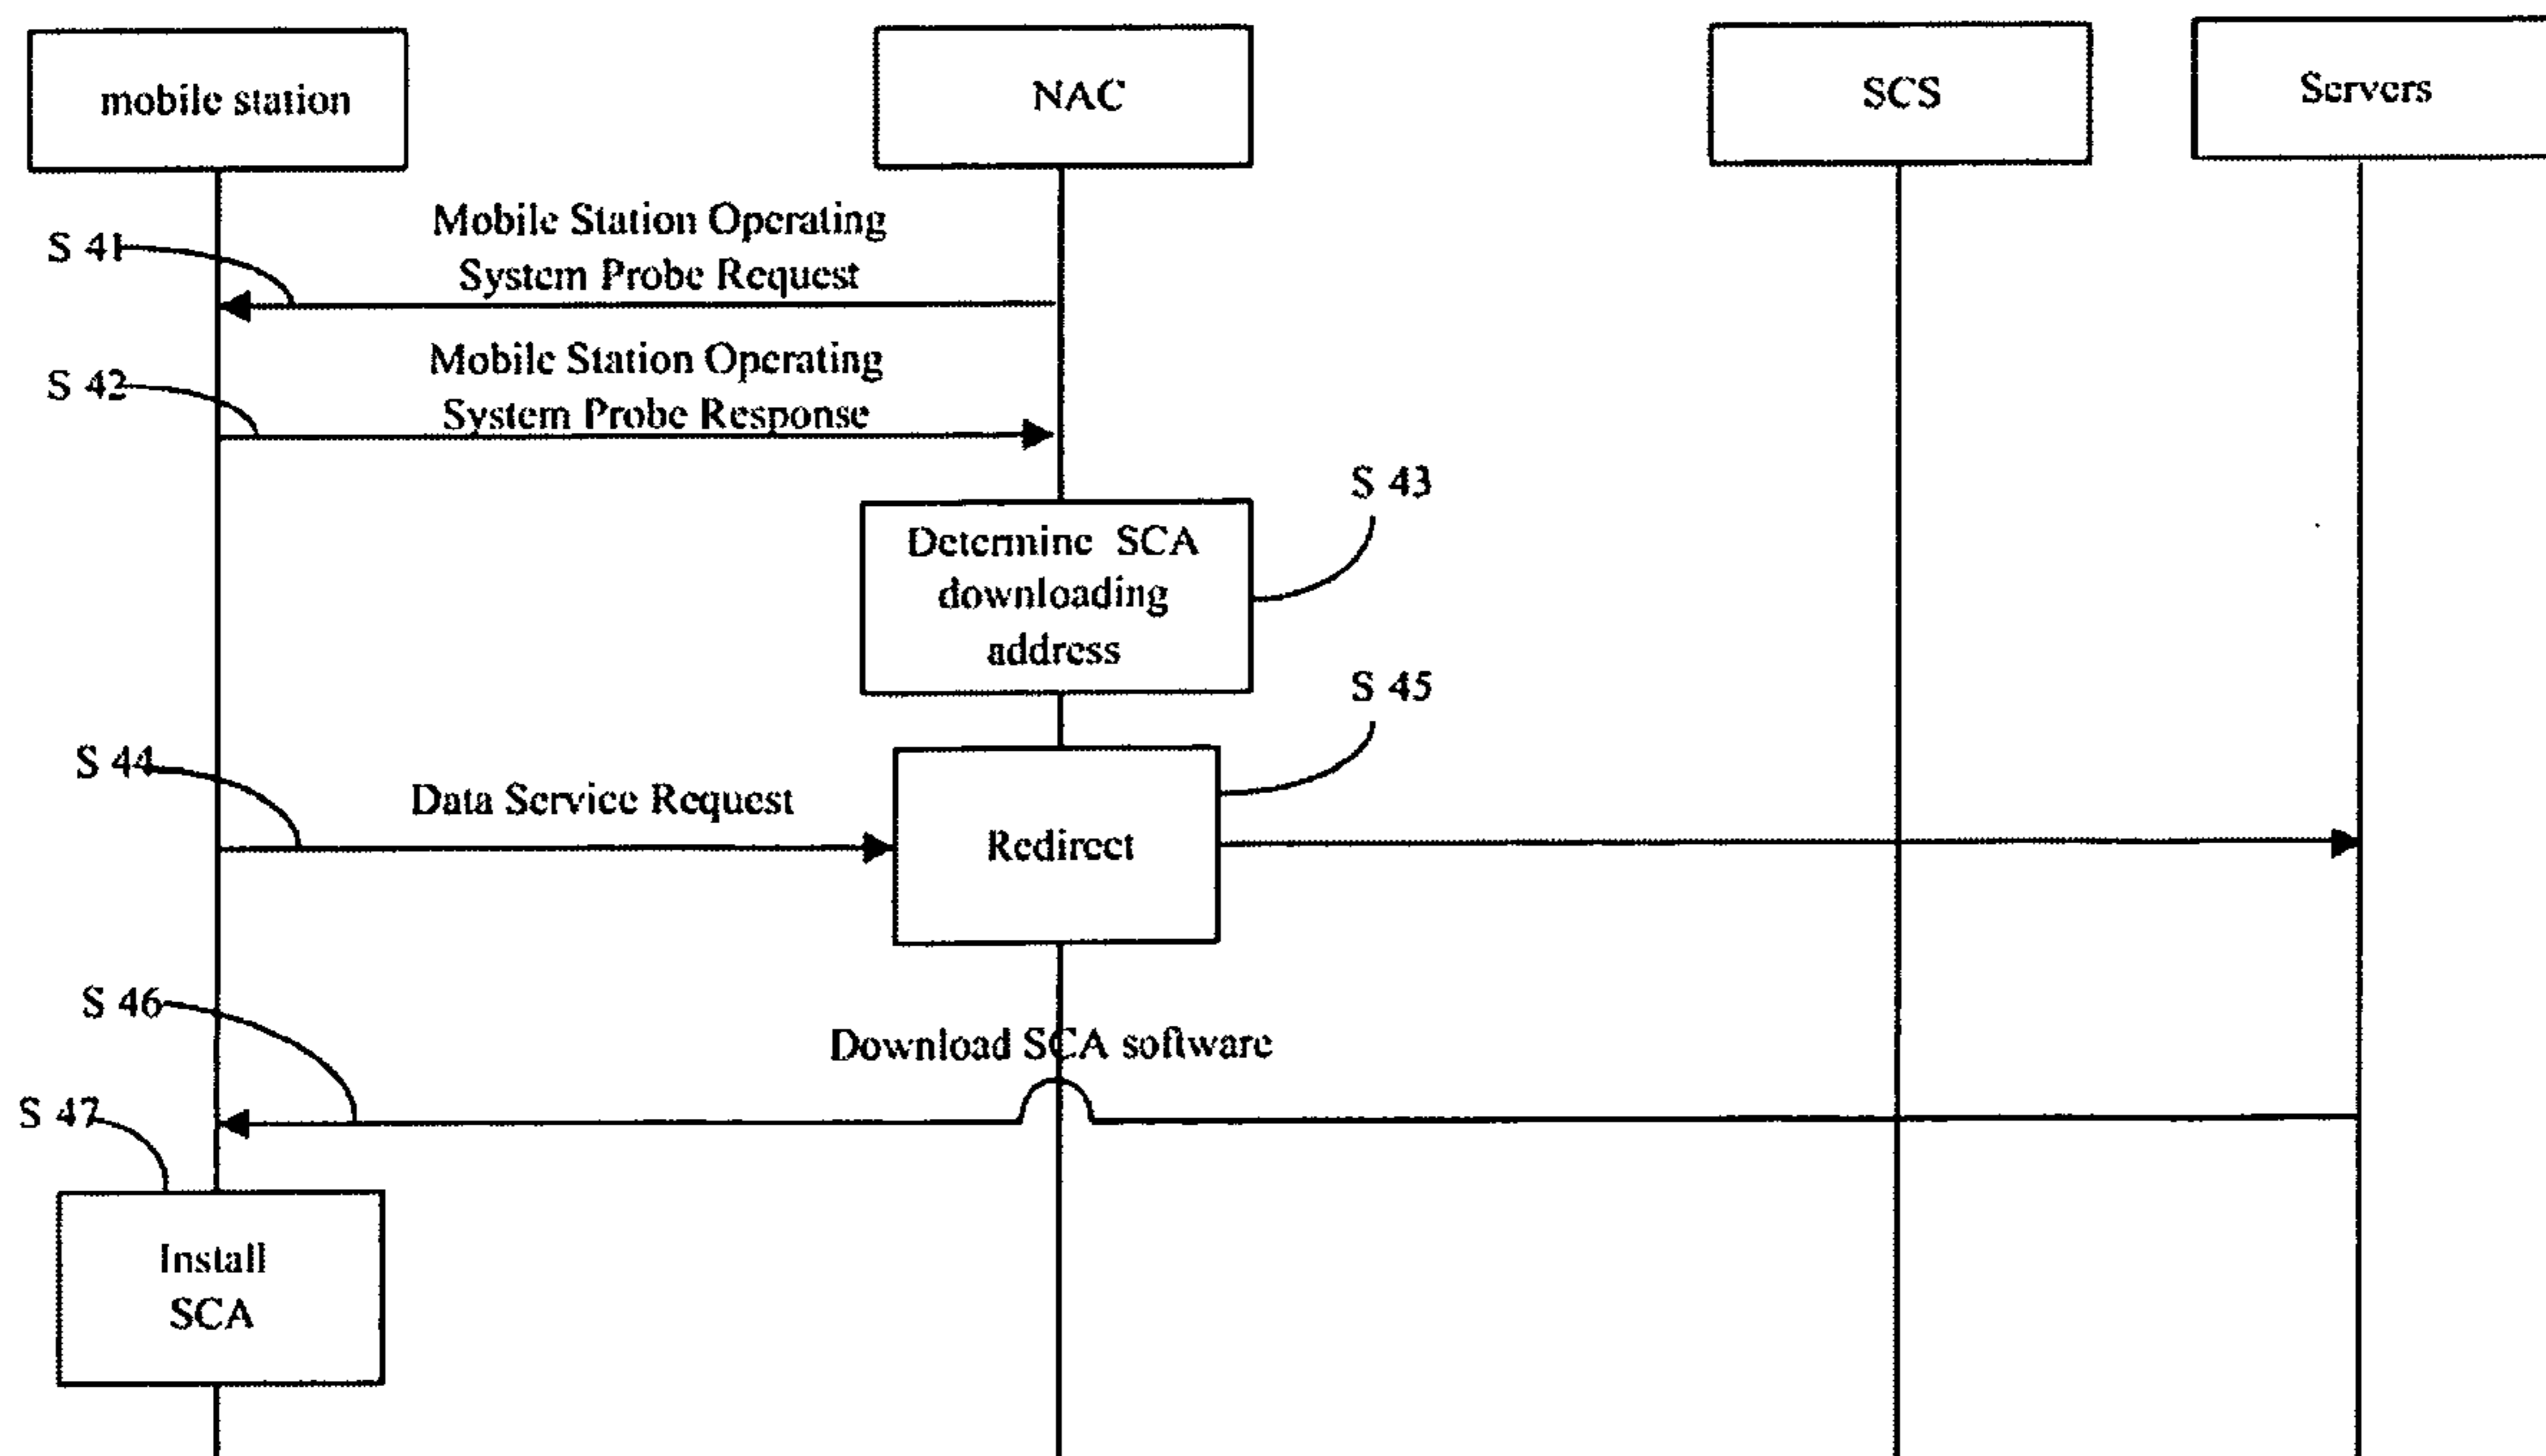 mobile station
NAC
SCS
Servers
S 41
Mobile Station Operating
System Probe Request
S 42
Mobile Station Operating
System Probe Response
S 43
Determine SCA
downloading
address
S 45
S 44
Data Service Request
Redirect
S 46
Download SCA software
S 47
Install
SCA